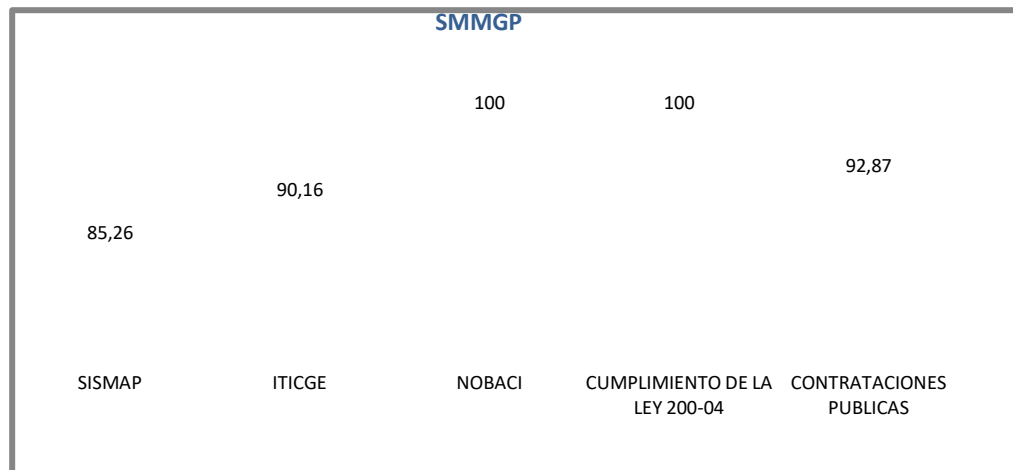 SMMGP
100
100
92,87
90,16
85,26
SISMAP
ITICGE
NOBACI
CUMPLIMIENTO DE LA
LEY 200-04
CONTRATACIONES
PUBLICAS